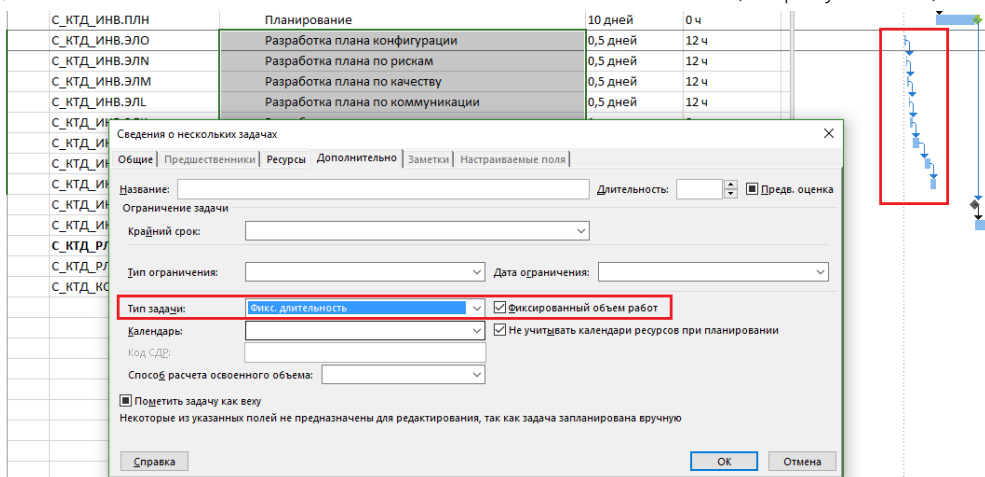 С_КТД_ИНВ.ПЛН Планирование 10 дней 0 ч
С_КТД_ИНВ.ЭЛО Разработка плана конфигурации 0,5 дней 12 ч
С_КТД_ИНВ.ЭЛN Разработка плана по рискам 0,5 дней 12 ч
С_КТД_ИНВ.ЭЛМ Разработка плана по качеству 0,5 дней 12 ч
С_КТД_ИНВ.ЭЛL Разработка плана по коммуникации 0,5 дней 12 ч
Сведения о нескольких задачах
Общие Предшественники Ресурсы Дополнительно Заметки Настраиваемые поля
Название: Длительность: Предв. оценка
Ограничение задачи
Крайний срок:
Тип ограничения: Дата ограничения:
Тип задачи: Фикс. длительность Фиксированный объем работ
Календарь: Не учитывать календари ресурсов при планировании
Код СДР:
Способ расчета освоенного объема:
Пометить задачу как веху
Некоторые из указанных полей не предназначены для редактирования, так как задача запланирована вручную
Справка ОК Отмена